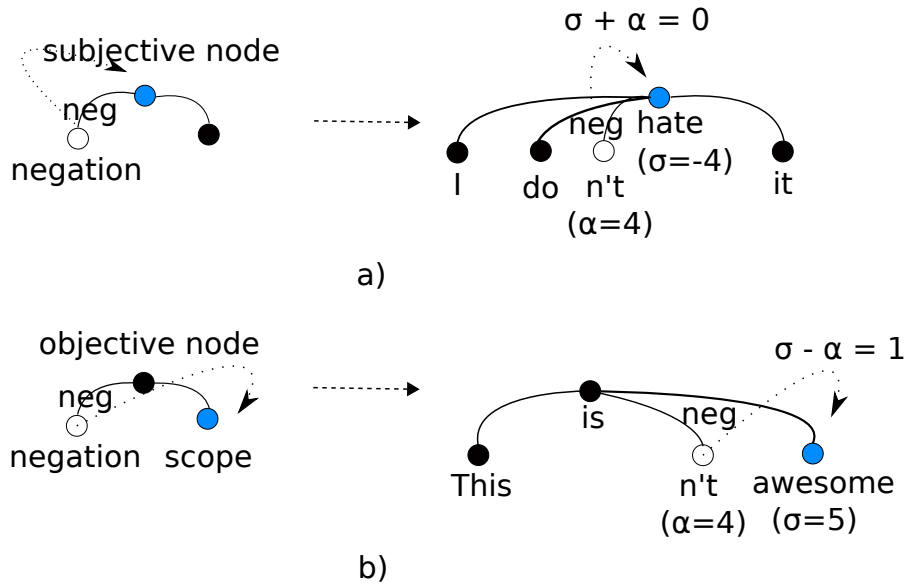 subjective node
neg
negation
σ + α = 0
neg hate
(σ=-4)
I do n't it
(α=4)
a)
objective node
neg
negation scope
σ - α = 1
is
neg
This n't awesome
(α=4) (σ=5)
b)